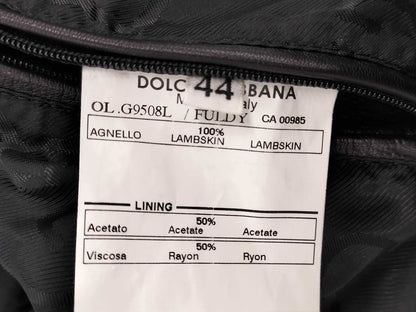 DOLC 44 BBANA
M aly
OL .G9508L / FULDY CA 00985
100%
AGNELLO LAMBSKIN LAMBSKIN
LINING
50%
Acetato Acetate Acetate
50%
Viscosa Rayon Ryon